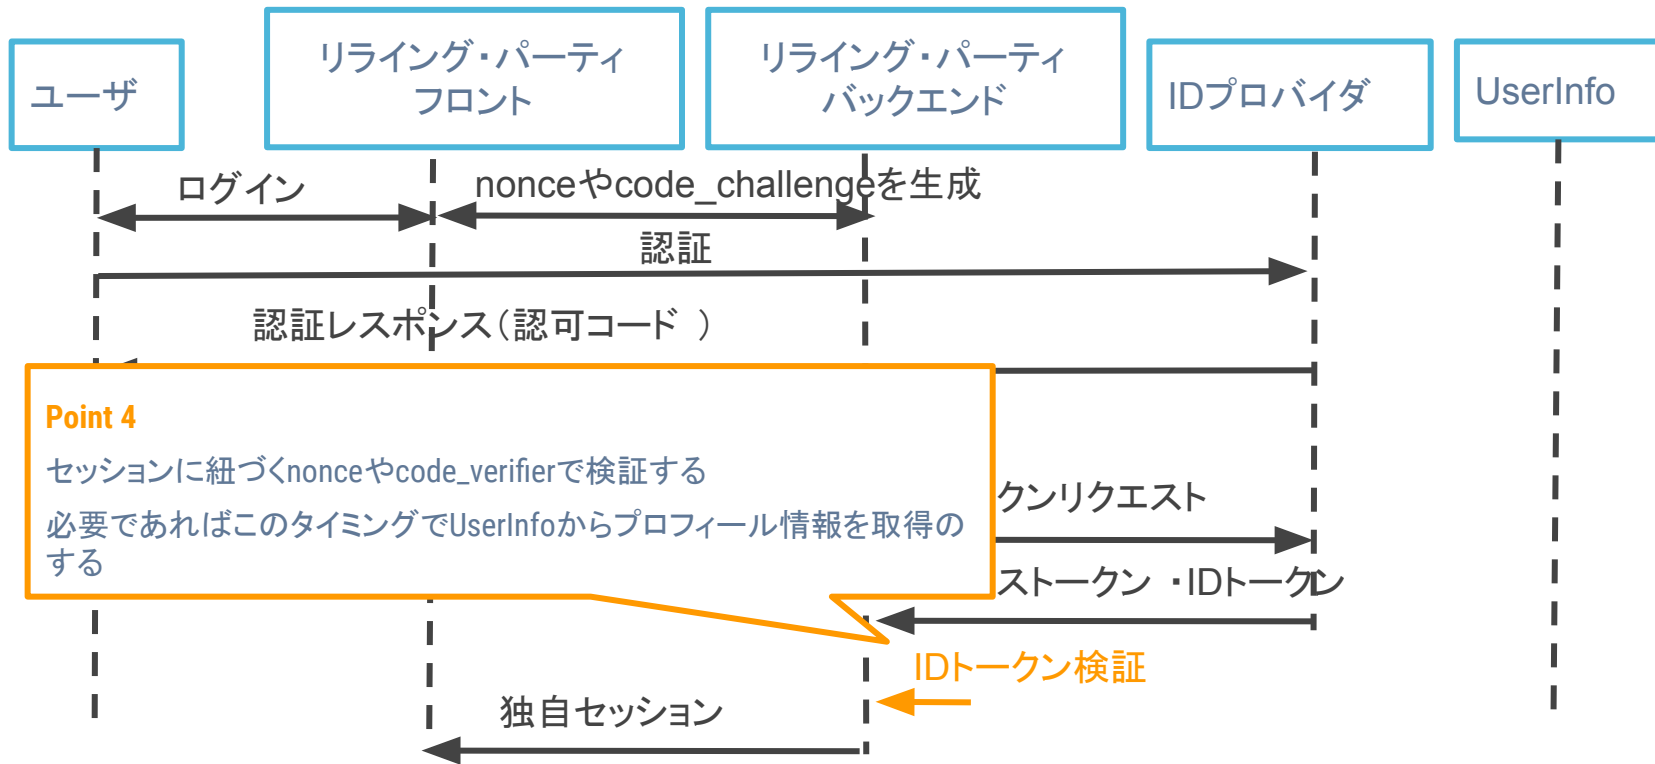 ユーザ
リライング・パーティ
フロント
リライング・パーティ
バックエンド
IDプロバイダ
UserInfo
ログイン
nonceやcode_challengeを生成
認証
認証レスポンス(認可コード )
Point 4
セッションに紐づくnonceやcode_verifierで検証する
必要であればこのタイミングでUserInfoからプロフィール情報を取得の
する
クンリクエスト
ストークン ・IDトークン
IDトークン検証
独自セッション